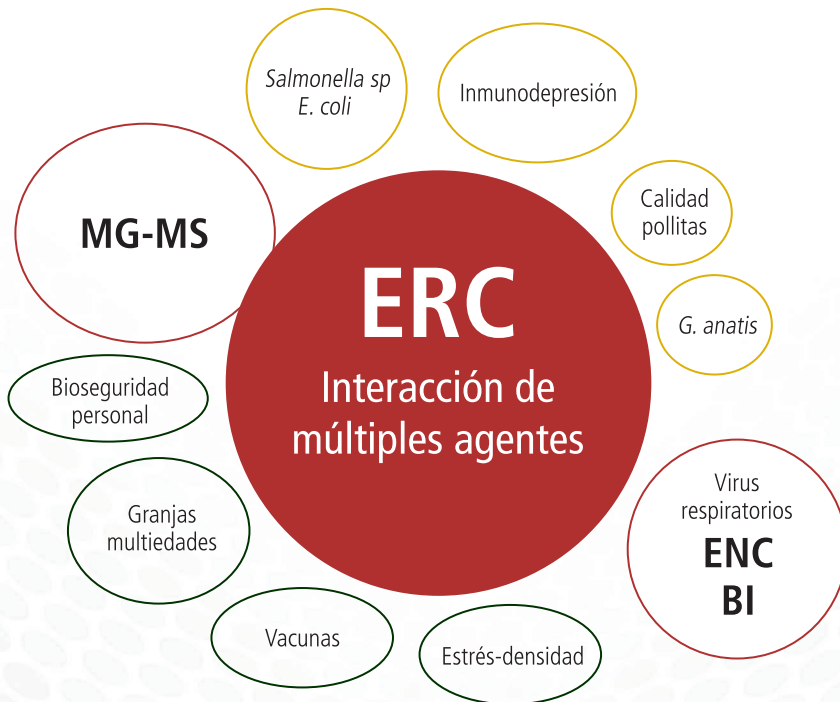 Salmonella sp
E. coli
Inmunodepresión
MG-MS
Calidad
pollitas
ERC
Interacción de
múltiples agentes
G. anatis
Bioseguridad
personal
Granjas
multiedades
Virus
respiratorios
ENC
BI
Vacunas
Estrés-densidad